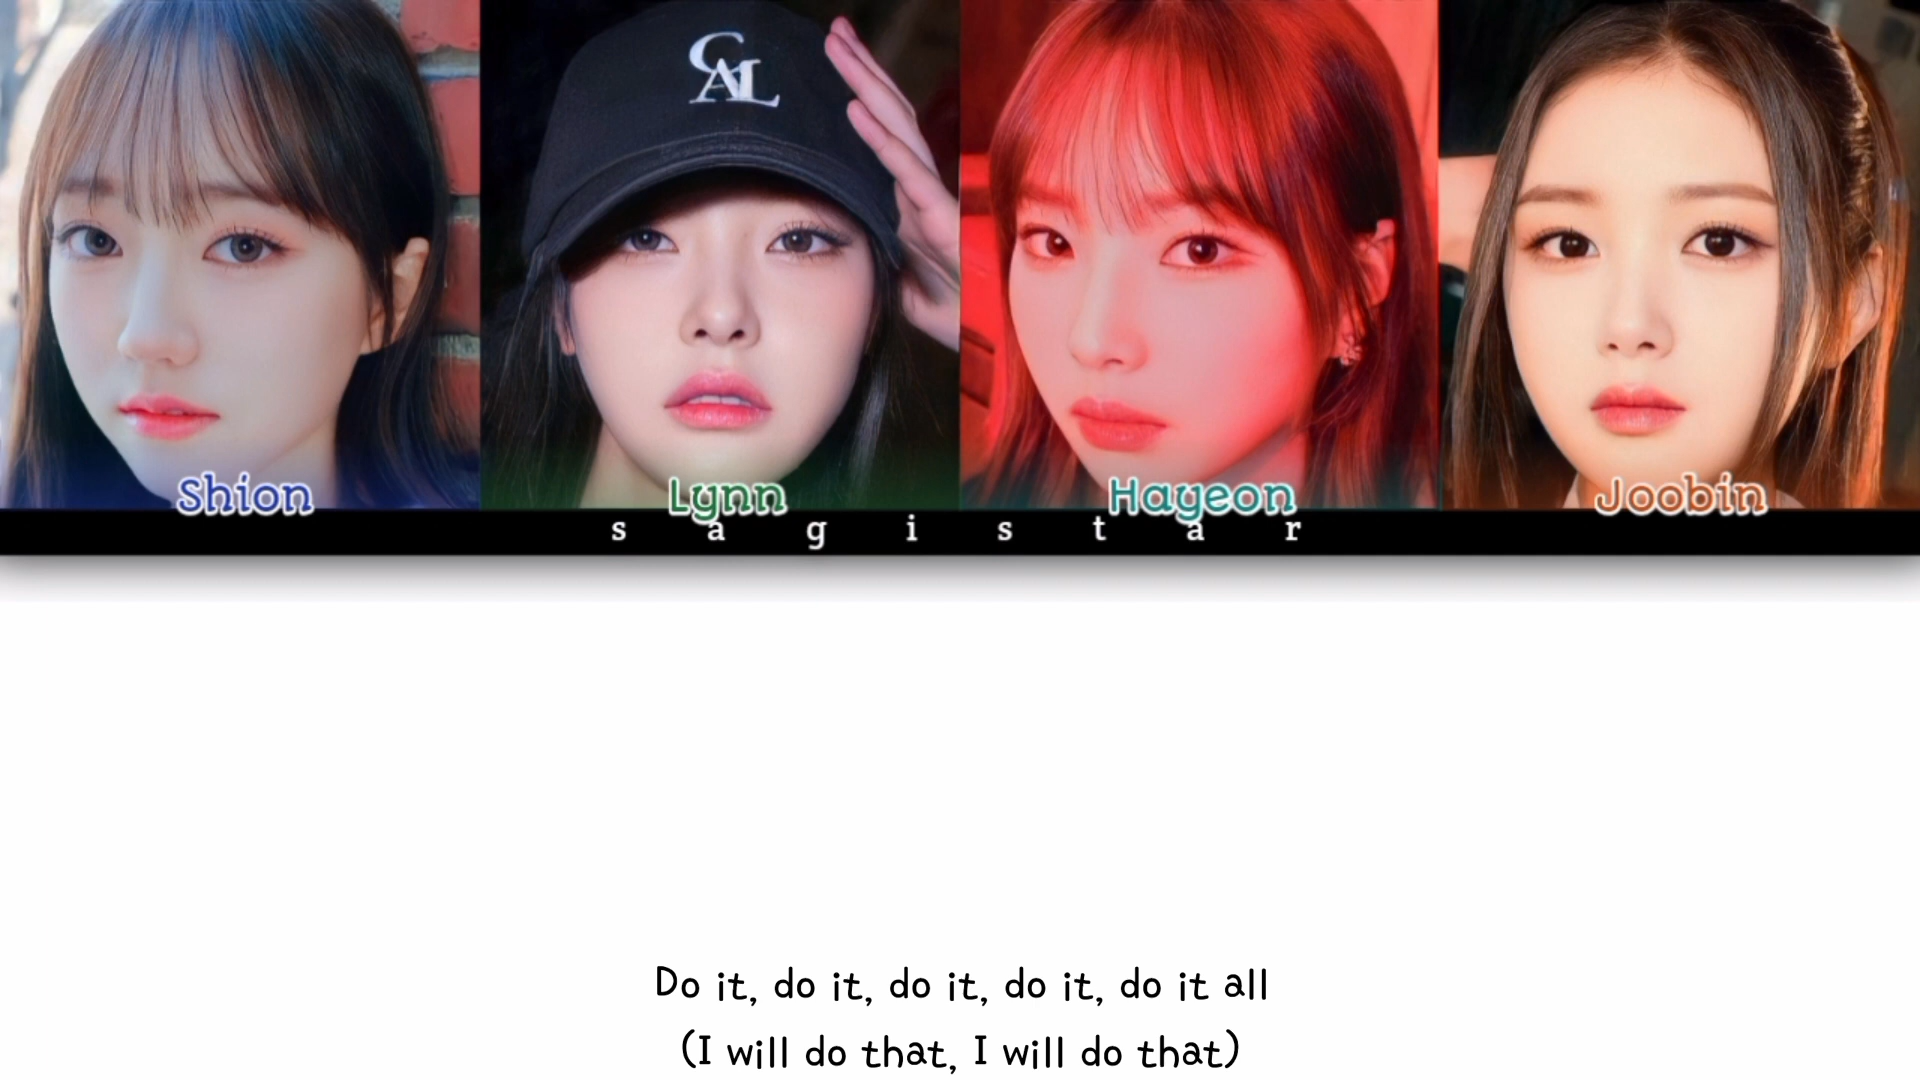 CAL
Shion Lynn Hayeon Joobin
s a g i s t a r
Do it, do it, do it, do it, do it all
(I will do that, I will do that)